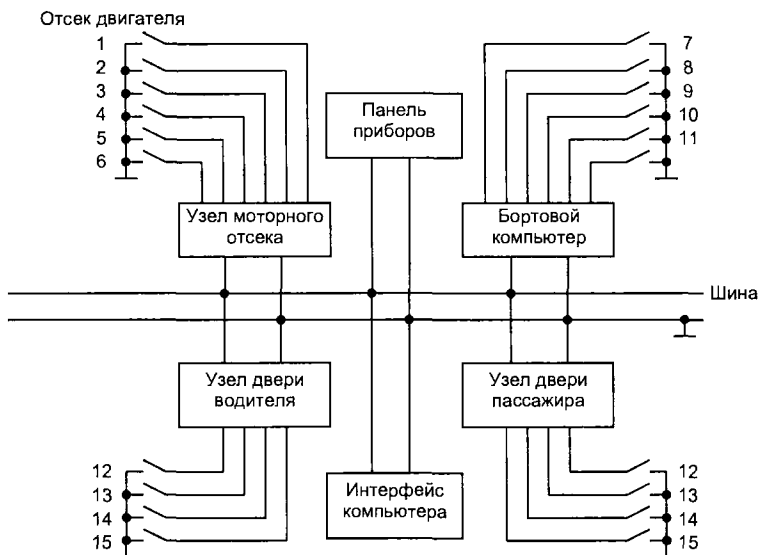 Отсек двигателя
1
2
3
4
5
6
7
8
9
10
11
Панель
приборов
Узел моторного
отсека
Бортовой
компьютер
Шина
Узел двери
водителя
Узел двери
пассажира
Интерфейс
компьютера
12
13
14
15
12
13
14
15